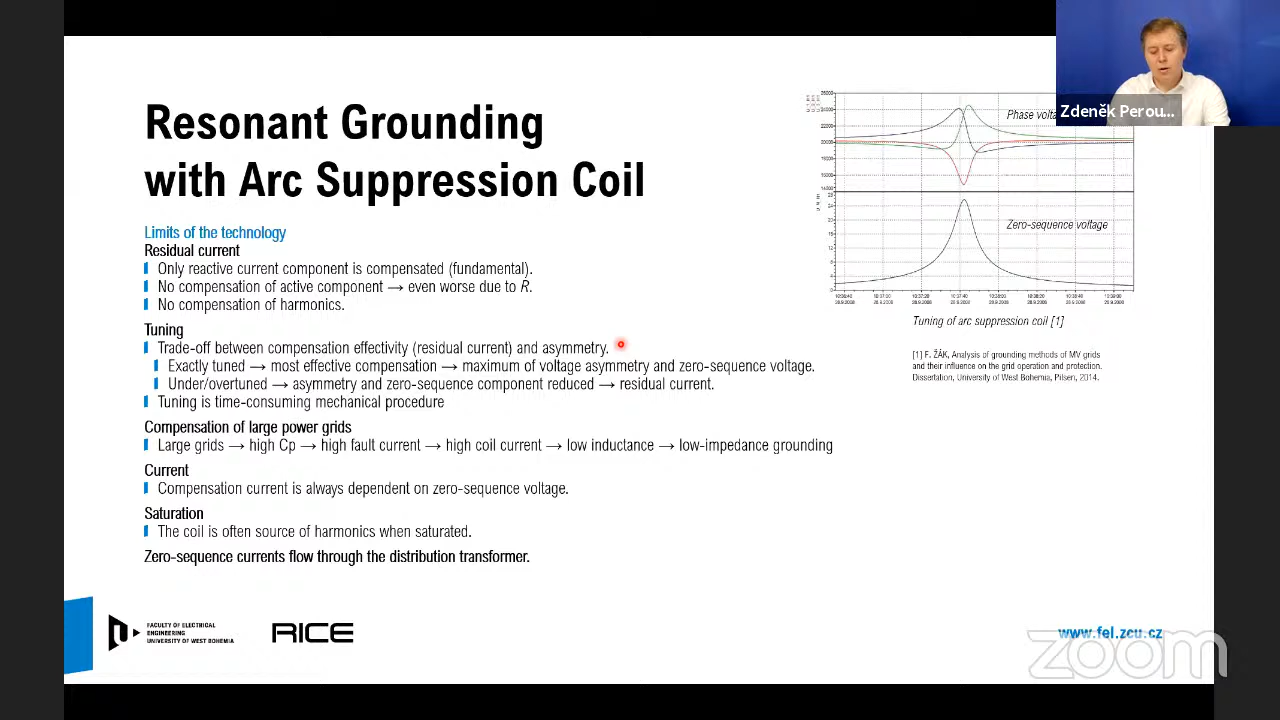 Resonant Grounding
with Arc Suppression Coil
Limits of the technology
Residual current
Only reactive current component is compensated (fundamental).
No compensation of active component → even worse due to R.
No compensation of harmonics.
Tuning
Trade-off between compensation effectivity (residual current) and asymmetry.
Exactly tuned → most effective compensation → maximum of voltage asymmetry and zero-sequence voltage.
Under/overtuned → asymmetry and zero-sequence component reduced → residual current.
Tuning is time-consuming mechanical procedure
Compensation of large power grids
Large grids → high Cp → high fault current → high coil current → low inductance → low-impedance grounding
Current
Compensation current is always dependent on zero-sequence voltage.
Saturation
The coil is often source of harmonics when saturated.
Zero-sequence currents flow through the distribution transformer.
Phase
Zero-sequence voltage
Tuning of arc suppression coil [1]
[1] F. ŽÁK, Analysis of grounding methods of MV grids
and their influence on the grid operation and protection.
Dissertation, University of West Bohemia, Pilsen, 2014.
Zdeněk Perou...
FACULTY OF ELECTRICAL
ENGINEERING
UNIVERSITY OF WEST BOHEMIA
RICE
www.fel.zcu.cz
zoom